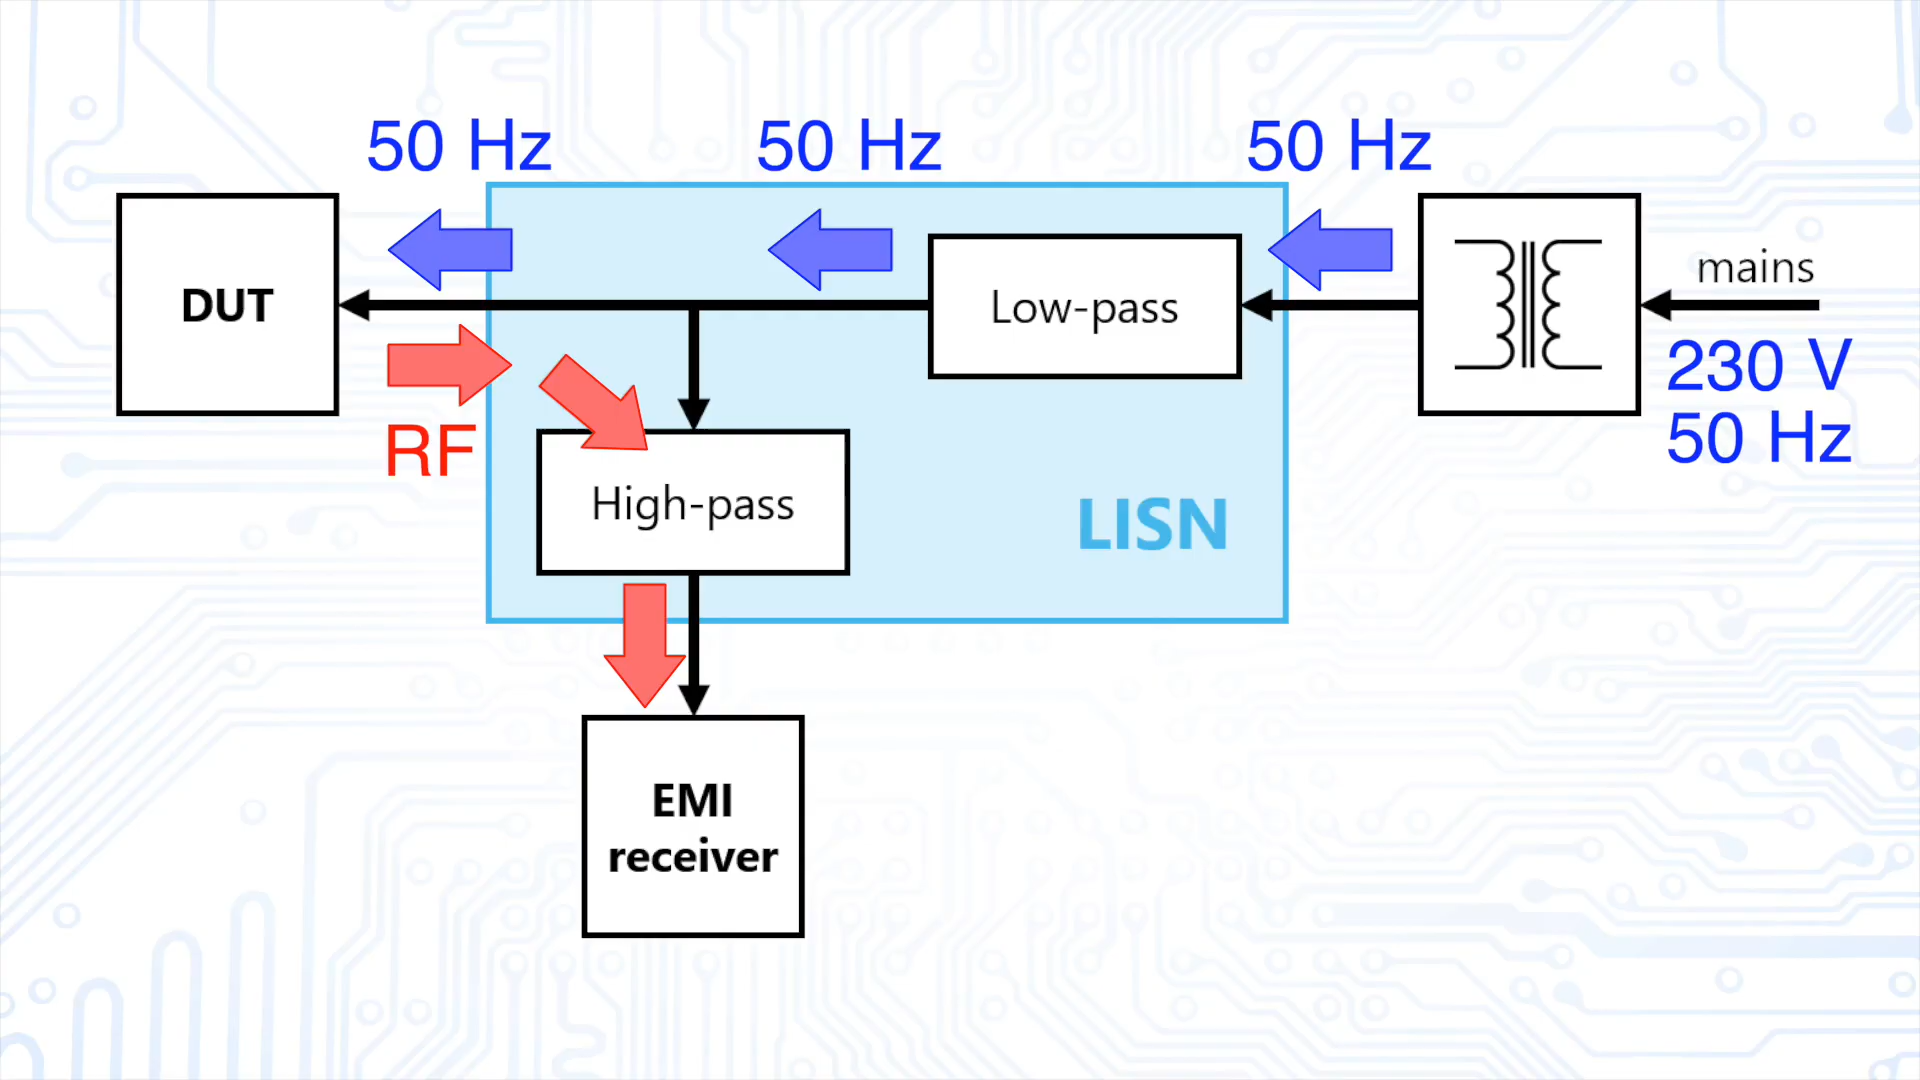 50 Hz
50 Hz
50 Hz
DUT
Low-pass
mains
230 V
50 Hz
RF
High-pass
LISN
EMI
receiver